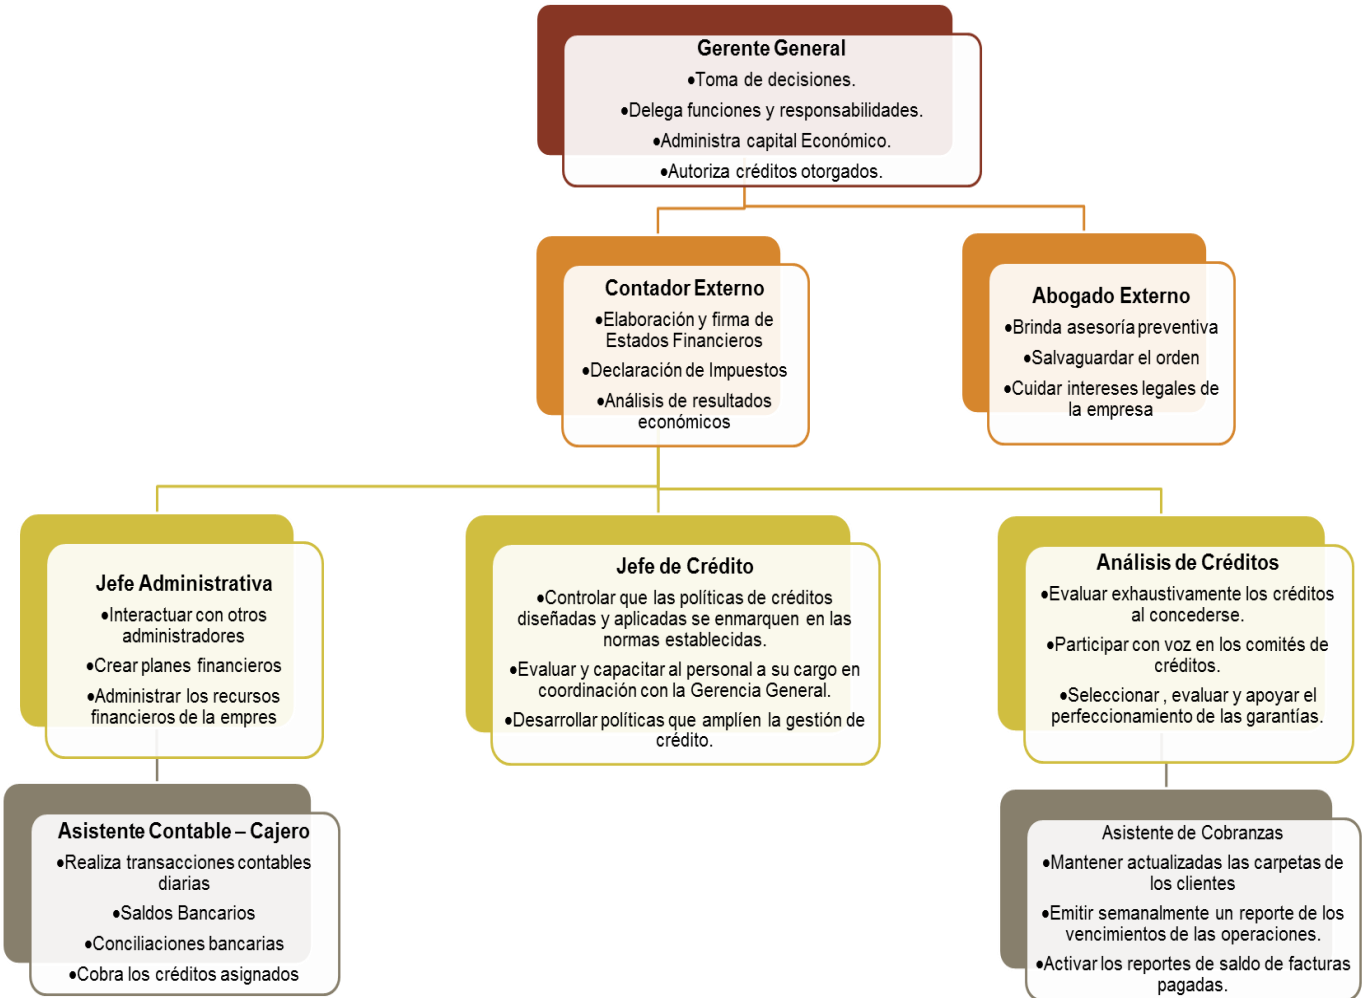 Gerente General
•Toma de decisiones.
•Delega funciones y responsabilidades.
•Administra capital Económico.
•Autoriza créditos otorgados.
Contador Externo
•Elaboración y firma de
Estados Financieros
•Declaración de Impuestos
•Análisis de resultados
económicos
Abogado Externo
•Brinda asesoría preventiva
•Salvaguardar el orden
•Cuidar intereses legales de
la empresa
Jefe Administrativa
•Interactuar con otros
administradores
•Crear planes financieros
•Administrar los recursos
financieros de la empres
Jefe de Crédito
•Controlar que las políticas de créditos
diseñadas y aplicadas se enmarquen en las
normas establecidas.
•Evaluar y capacitar al personal a su cargo en
coordinación con la Gerencia General.
•Desarrollar políticas que amplíen la gestión de
crédito.
Análisis de Créditos
•Evaluar exhaustivamente los créditos
al concederse.
•Participar con voz en los comités de
créditos.
•Seleccionar , evaluar y apoyar el
perfeccionamiento de las garantías.
Asistente Contable – Cajero
•Realiza transacciones contables
diarias
•Saldos Bancarios
•Conciliaciones bancarias
•Cobra los créditos asignados
Asistente de Cobranzas
•Mantener actualizadas las carpetas de
los clientes
•Emitir semanalmente un reporte de los
vencimientos de las operaciones.
•Activar los reportes de saldo de facturas
pagadas.